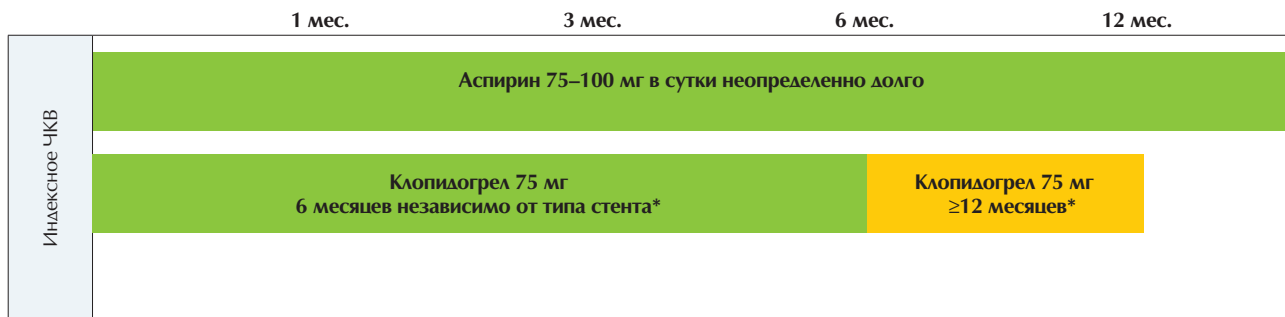 1 мес. 3 мес. 6 мес. 12 мес.
Индексное ЧКВ
Аспирин 75–100 мг в сутки неопределенно долго
Клопидогрел 75 мг
6 месяцев независимо от типа стента*
Клопидогрел 75 мг
≥12 месяцев*